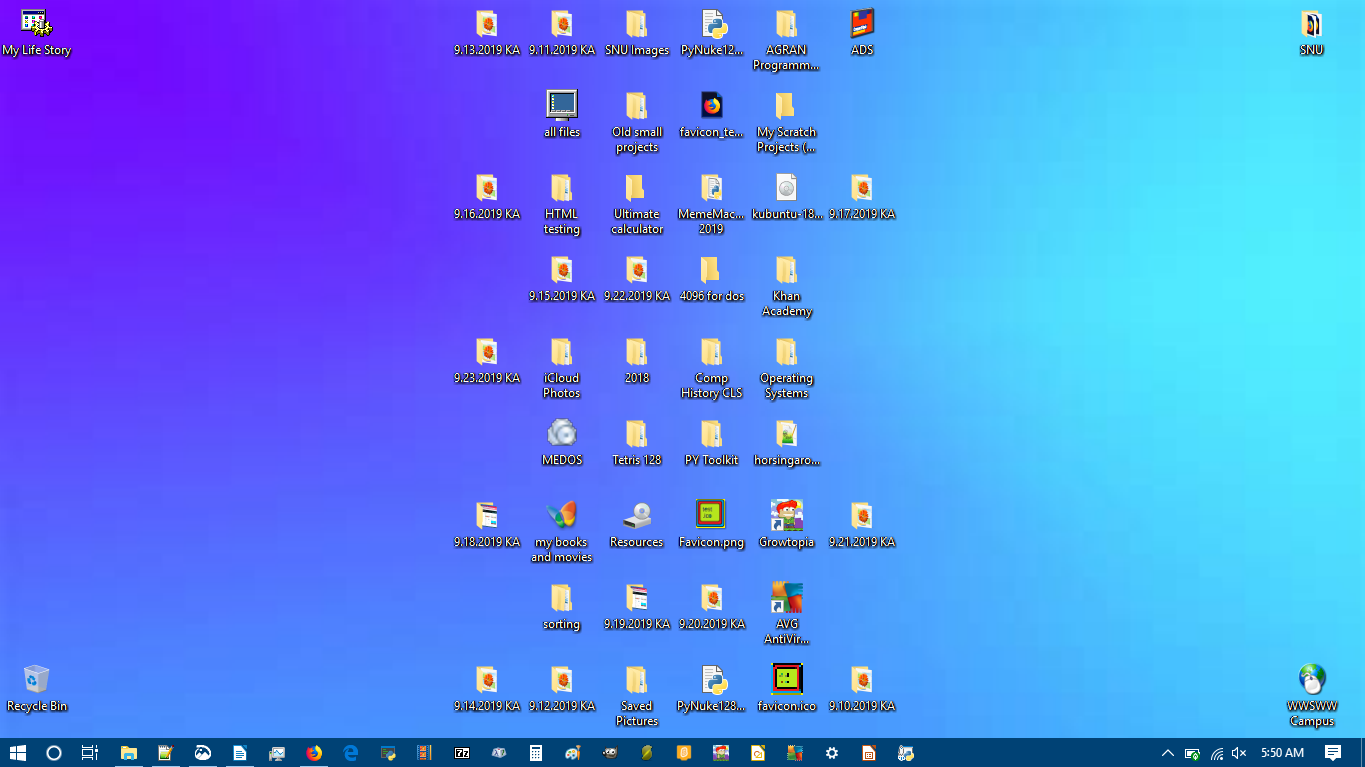 My Life Story
9.13.2019 KA
9.11.2019 KA
SNU Images
PyNuke12...
AGRAN
Programm...
ADS
SNU
all files
Old small
projects
favicon_te...
My Scratch
Projects (...
9.16.2019 KA
HTML
testing
Ultimate
calculator
MemeMac...
2019
kubuntu-18...
9.17.2019 KA
9.15.2019 KA
9.22.2019 KA
4096 for dos
Khan
Academy
9.23.2019 KA
iCloud
Photos
2018
Comp
History CLS
Operating
Systems
MEDOS
Tetris 128
PY Toolkit
horsingaro...
9.18.2019 KA
my books
and movies
Resources
test
.ico
Favicon.png
Growtopia
9.21.2019 KA
sorting
9.19.2019 KA
9.20.2019 KA
AVG
AntiVir...
Recycle Bin
9.14.2019 KA
9.12.2019 KA
Saved
Pictures
PyNuke128...
favicon.ico
9.10.2019 KA
WWSWW
Campus
5:50 AM